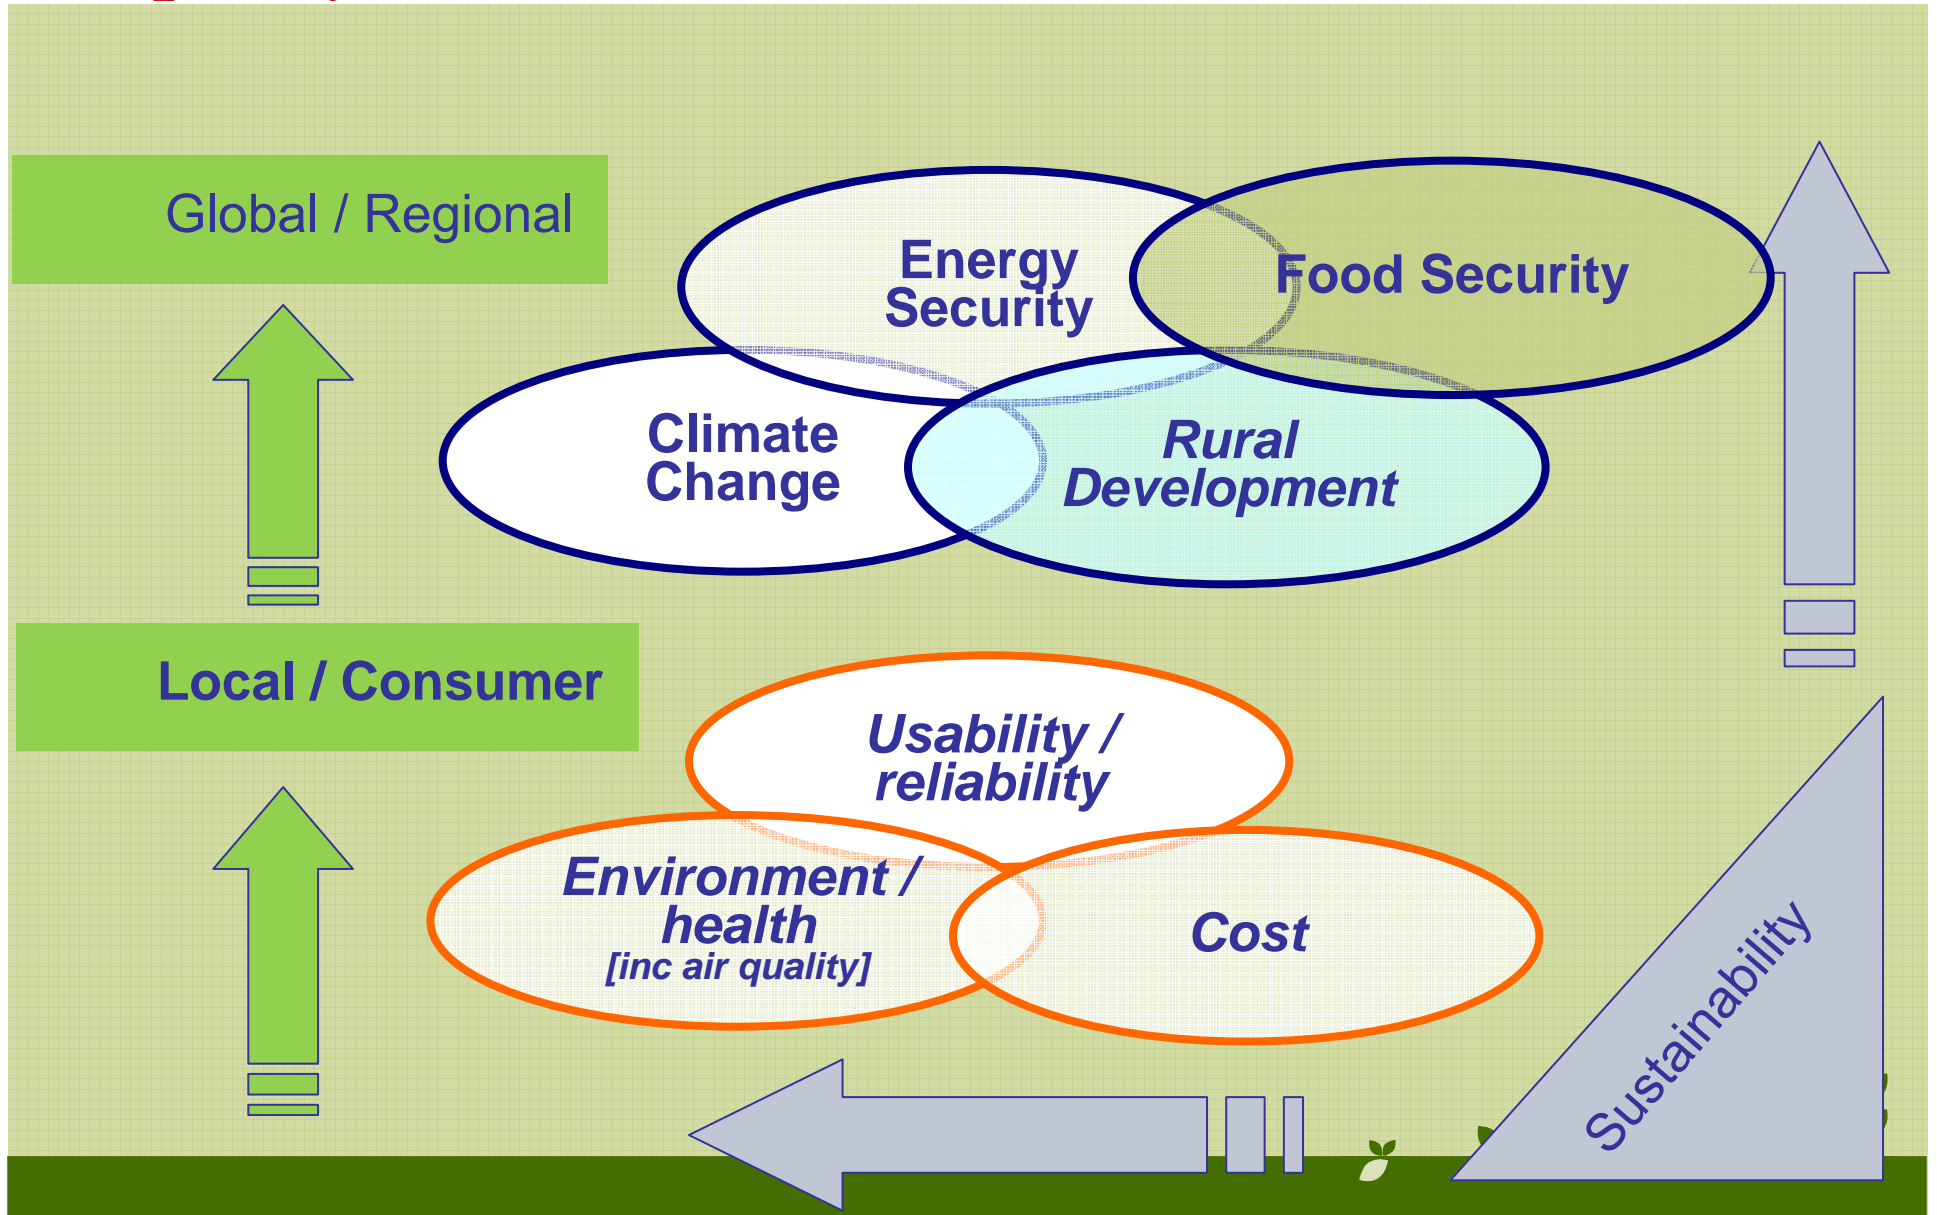 Global / Regional
Energy
Security
Food Security
Climate
Change
Rural
Development
Local / Consumer
Usability /
reliability
Environment /
health
[inc air quality]
Cost
Sustainability